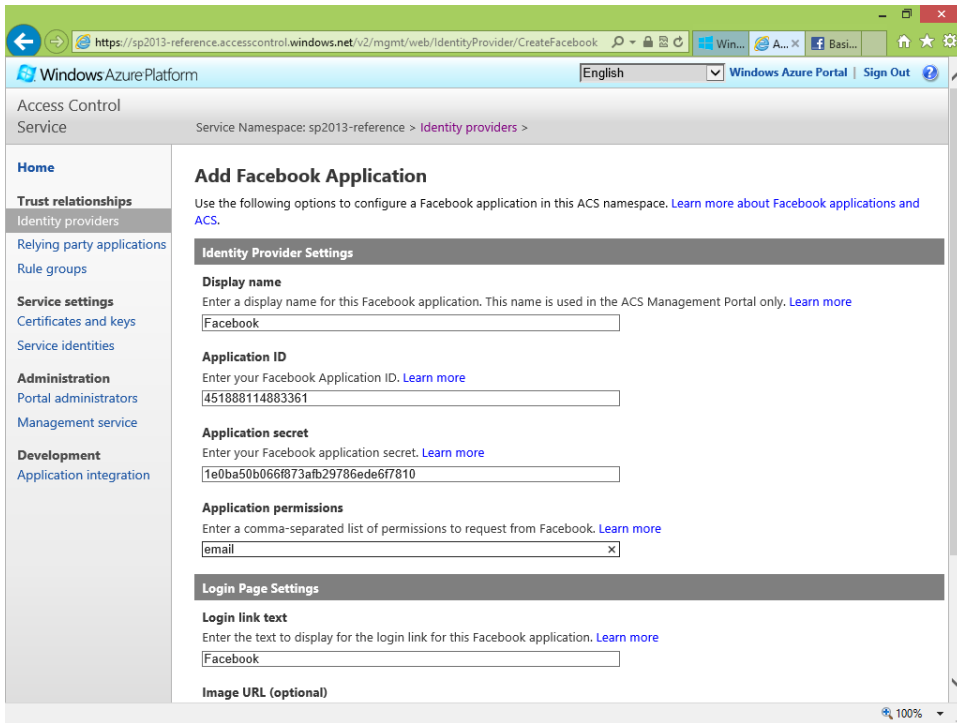 https://sp2013-reference.accesscontrol.windows.net/v2/mgmt/web/IdentityProvider/CreateFacebook
Win...
A...
Basi...
Windows Azure Platform
English
Windows Azure Portal | Sign Out
Access Control
Service
Service Namespace: sp2013-reference > Identity providers >
Home
Trust relationships
Identity providers
Relying party applications
Rule groups
Service settings
Certificates and keys
Service identities
Administration
Portal administrators
Management service
Development
Application integration
Add Facebook Application
Use the following options to configure a Facebook application in this ACS namespace. Learn more about Facebook applications and
ACS.
Identity Provider Settings
Display name
Enter a display name for this Facebook application. This name is used in the ACS Management Portal only. Learn more
Facebook
Application ID
Enter your Facebook Application ID. Learn more
451888114883361
Application secret
Enter your Facebook application secret. Learn more
1e0ba50b066f873afb29786ede6f7810
Application permissions
Enter a comma-separated list of permissions to request from Facebook. Learn more
email
Login Page Settings
Login link text
Enter the text to display for the login link for this Facebook application. Learn more
Facebook
Image URL (optional)
100%